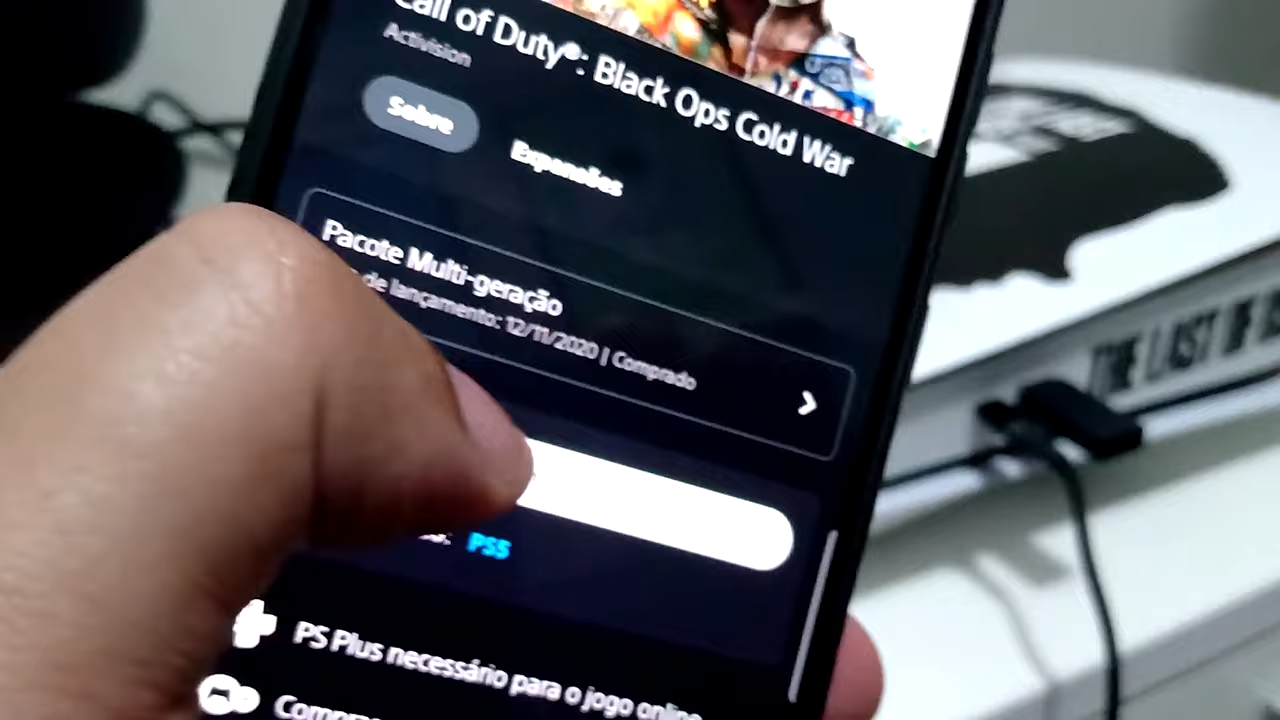 Call of Duty®: Black Ops Cold War
Activision
Sobre
Expansões
Pacote Multi-geração
de lançamento: 12/11/2020 | Comprado
PS5
PS Plus necessário para o jogo online
THE LAST OF